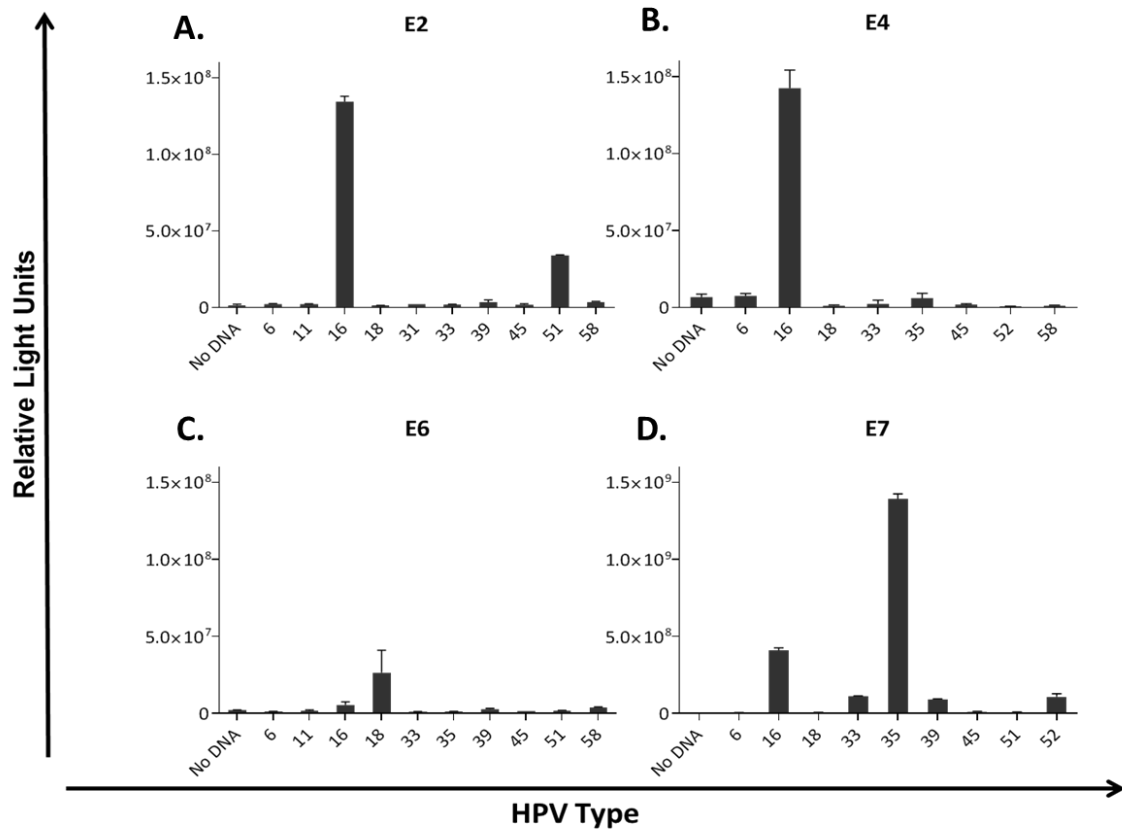 A.
E2
1.5×10⁸
1.0×10⁸
5.0×10⁷
0
No DNA 6 11 16 18 31 33 39 45 51 58
B.
E4
1.5×10⁸
1.0×10⁸
5.0×10⁷
0
No DNA 6 16 18 33 35 45 52 58
C.
E6
1.5×10⁸
1.0×10⁸
5.0×10⁷
0
No DNA 6 11 16 18 33 35 39 45 51 58
D.
E7
1.5×10⁹
1.0×10⁹
5.0×10⁸
0
No DNA 6 16 18 33 35 39 45 51 52
Relative Light Units
HPV Type